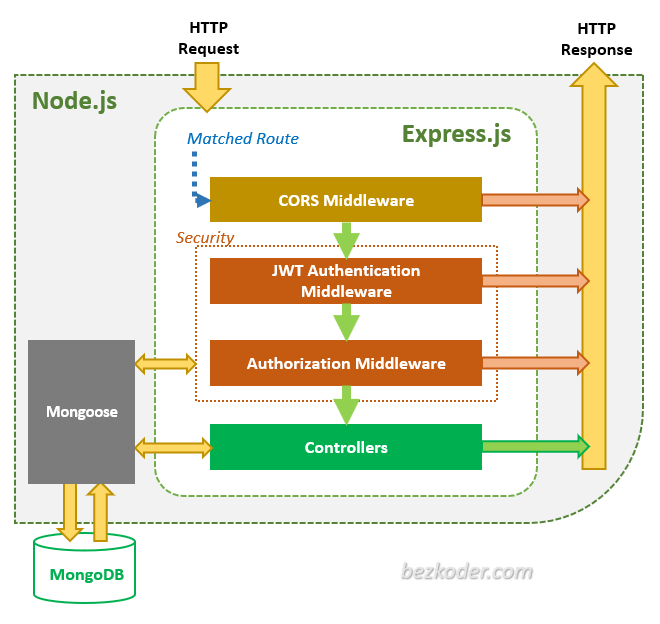 HTTP
Request
HTTP
Response
Node.js
Express.js
Matched Route
CORS Middleware
Security
JWT Authentication
Middleware
Authorization Middleware
Mongoose
Controllers
MongoDB
bezkoder.com